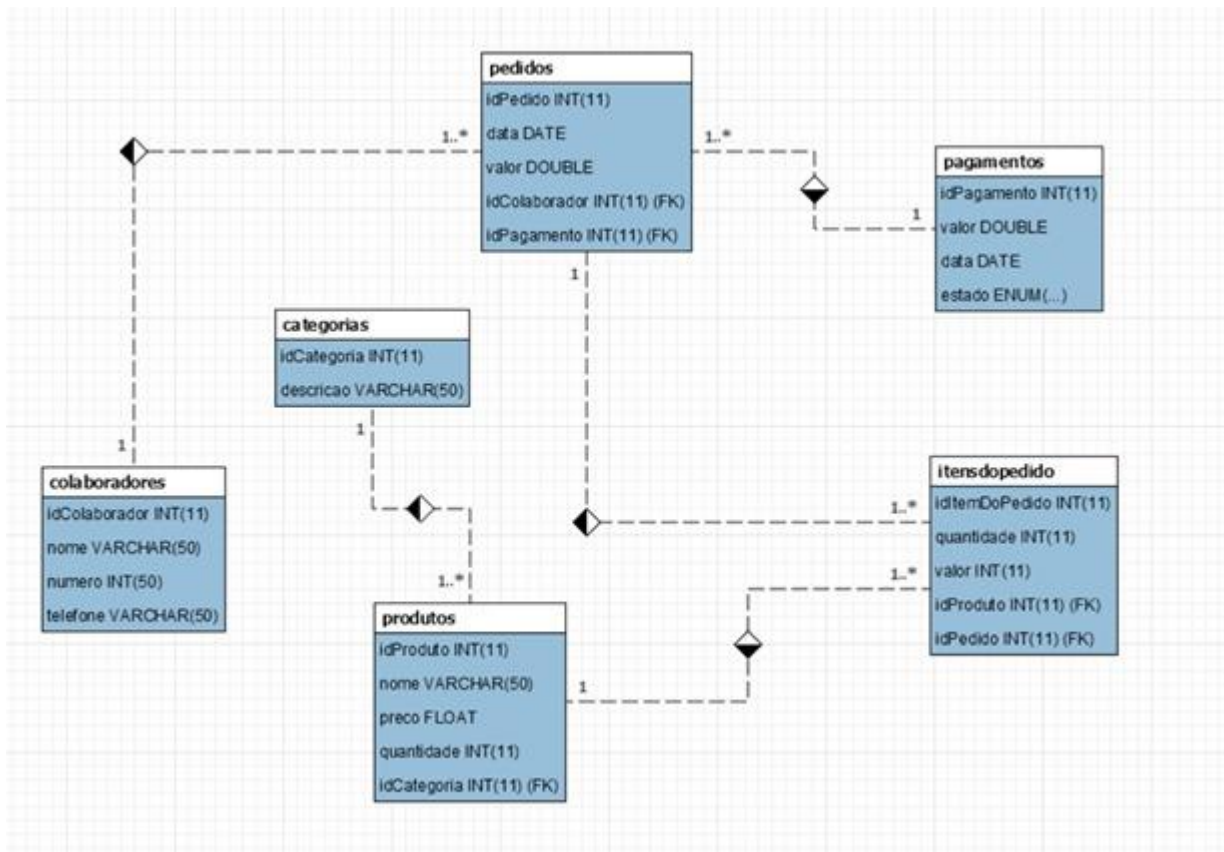 pedidos
idPedido INT(11)
data DATE
valor DOUBLE
idColaborador INT(11) (FK)
idPagamento INT(11) (FK)
1..*
1..*
1
pagamentos
idPagamento INT(11)
valor DOUBLE
data DATE
estado ENUM(...)
1
categorias
idCategoria INT(11)
descricao VARCHAR(50)
1
1
colaboradores
idColaborador INT(11)
nome VARCHAR(50)
numero INT(50)
telefone VARCHAR(50)
1..*
produtos
idProduto INT(11)
nome VARCHAR(50)
preco FLOAT
quantidade INT(11)
idCategoria INT(11) (FK)
1
itensdopedido
idItemDoPedido INT(11)
quantidade INT(11)
valor INT(11)
idProduto INT(11) (FK)
idPedido INT(11) (FK)
1..*
1..*